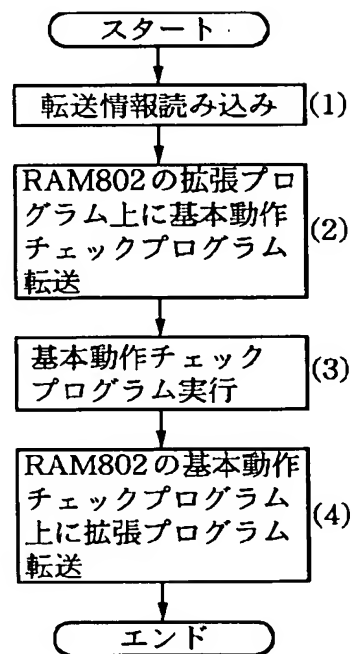 スタート
転送情報読み込み
(1)
RAM802の拡張プロ
グラム上に基本動作
チェックプログラム
転送
(2)
基本動作チェック
プログラム実行
(3)
RAM802の基本動作
チェックプログラム
上に拡張プログラム
転送
(4)
エンド